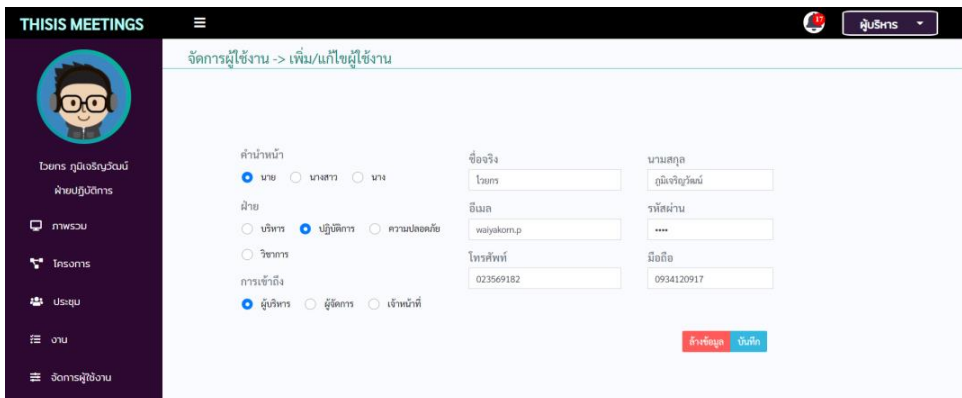 THISIS MEETINGS
17
ผู้บริหาร
จัดการผู้ใช้งาน -> เพิ่ม/แก้ไขผู้ใช้งาน
ไวยกร ภูมิเจริญวัฒน์
ฝ่ายปฏิบัติการ
ภาพรวม
โครงการ
ประชุม
งาน
จัดการผู้ใช้งาน
คำนำหน้า
นาย นางสาว นาง
ฝ่าย
บริหาร ปฏิบัติการ ความปลอดภัย
วิชาการ
การเข้าถึง
ผู้บริหาร ผู้จัดการ เจ้าหน้าที่
ชื่อจริง นามสกุล
ไวยกร ภูมิเจริญวัฒน์
อีเมล รหัสผ่าน
waiyakorn.p ••••
โทรศัพท์ มือถือ
023569182 0934120917
ล้างข้อมูล บันทึก